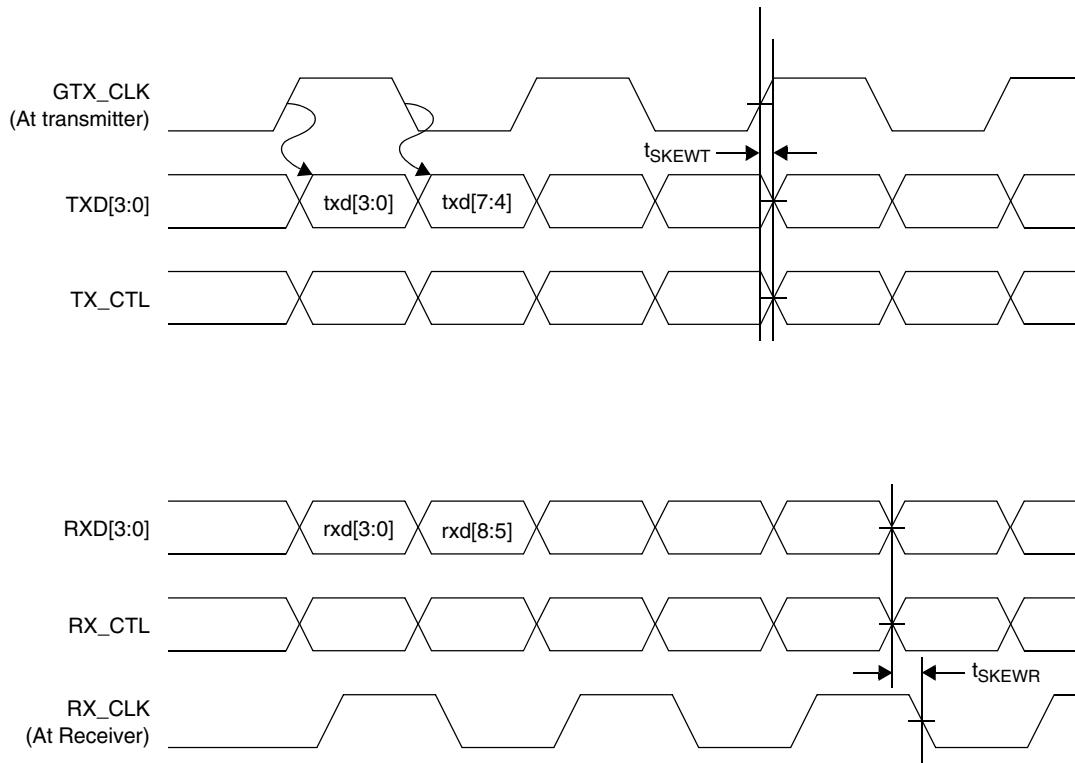 GTX_CLK
(At transmitter)
tSKEWT
TXD[3:0]
txd[3:0]
txd[7:4]
TX_CTL
RXD[3:0]
rxd[3:0]
rxd[8:5]
RX_CTL
tSKEWR
RX_CLK
(At Receiver)